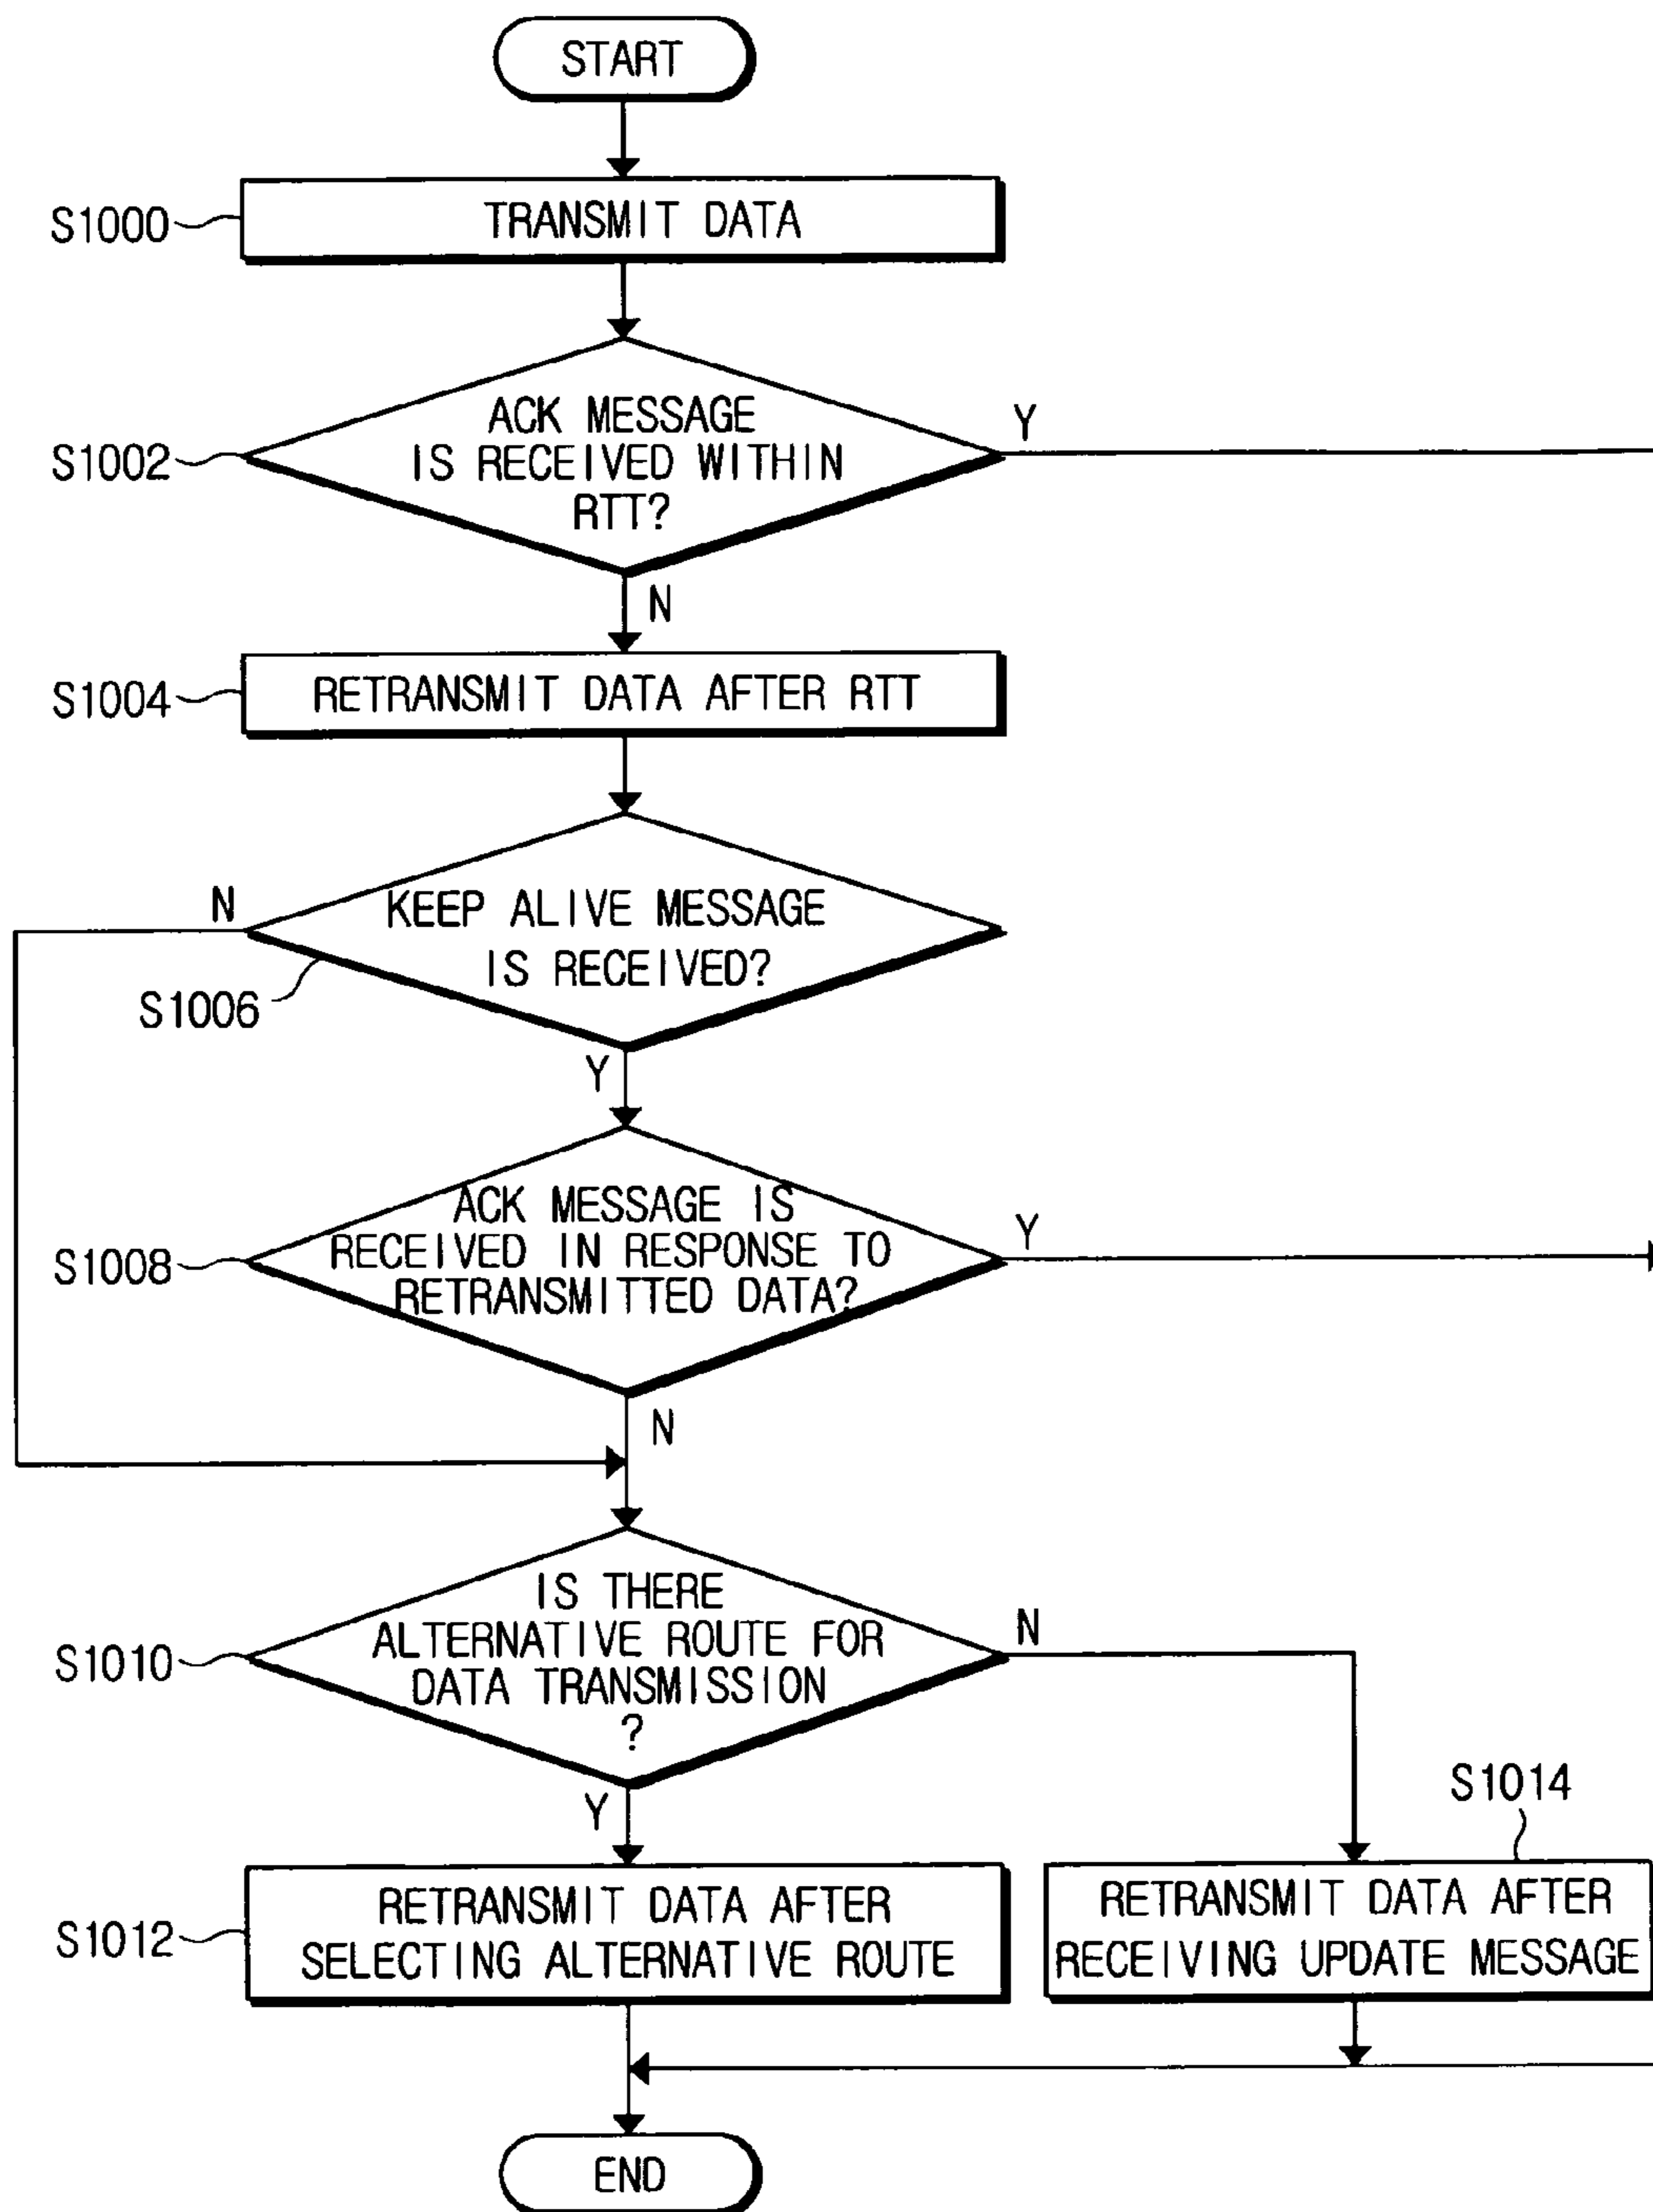 START
S1000
TRANSMIT DATA
S1002
ACK MESSAGE
IS RECEIVED WITHIN
RTT?
Y
N
S1004
RETRANSMIT DATA AFTER RTT
N
KEEP ALIVE MESSAGE
IS RECEIVED?
S1006
Y
S1008
ACK MESSAGE IS
RECEIVED IN RESPONSE TO
RETRANSMITTED DATA?
Y
N
S1010
IS THERE
ALTERNATIVE ROUTE FOR
DATA TRANSMISSION
?
N
Y
S1014
S1012
RETRANSMIT DATA AFTER
SELECTING ALTERNATIVE ROUTE
RETRANSMIT DATA AFTER
RECEIVING UPDATE MESSAGE
END